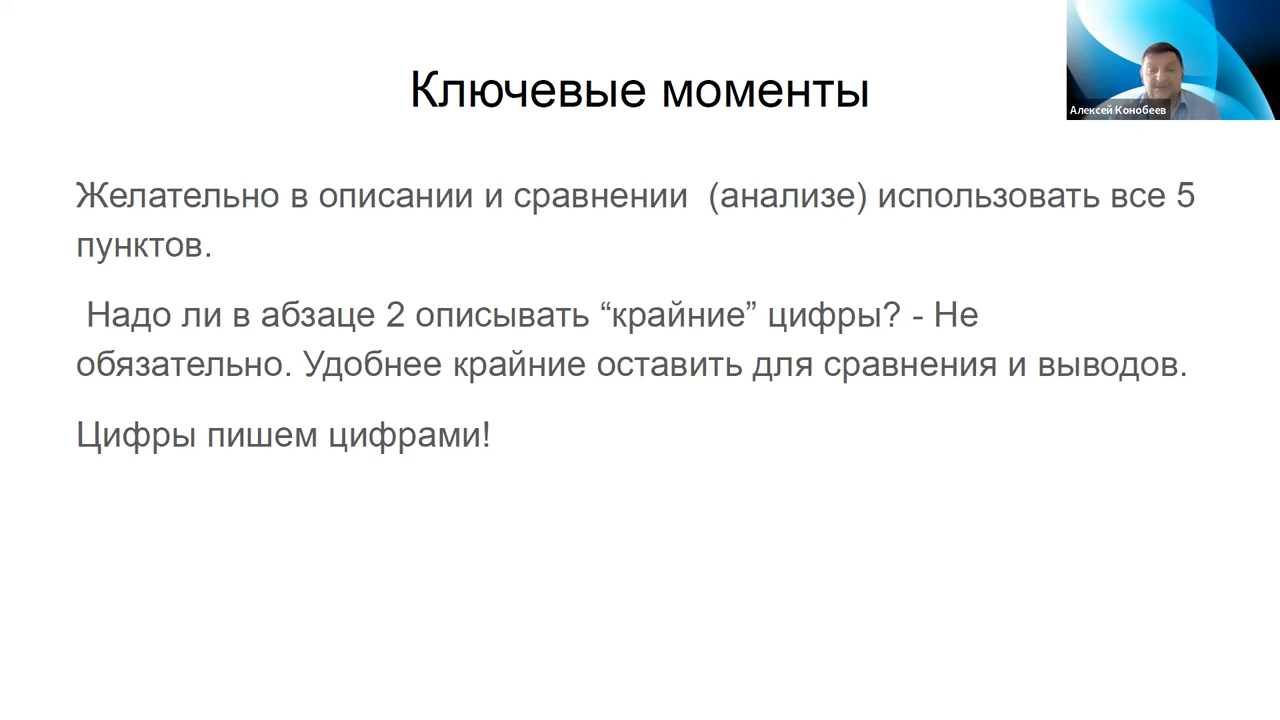 Ключевые моменты
Алексей Конобеев
Желательно в описании и сравнении  (анализе) использовать все 5
пунктов.
Надо ли в абзаце 2 описывать “крайние” цифры? - Не
обязательно. Удобнее крайние оставить для сравнения и выводов.
Цифры пишем цифрами!